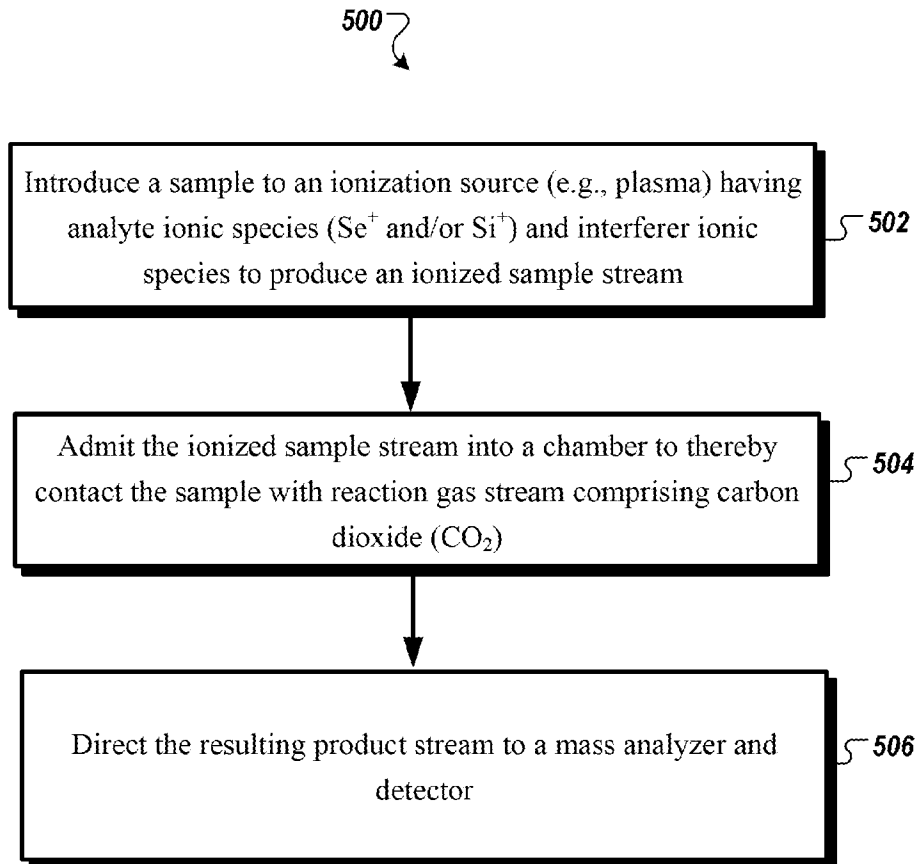 500
Introduce a sample to an ionization source (e.g., plasma) having
analyte ionic species (Se⁺ and/or Si⁺) and interferer ionic
species to produce an ionized sample stream
502
Admit the ionized sample stream into a chamber to thereby
contact the sample with reaction gas stream comprising carbon
dioxide (CO₂)
504
Direct the resulting product stream to a mass analyzer and
detector
506